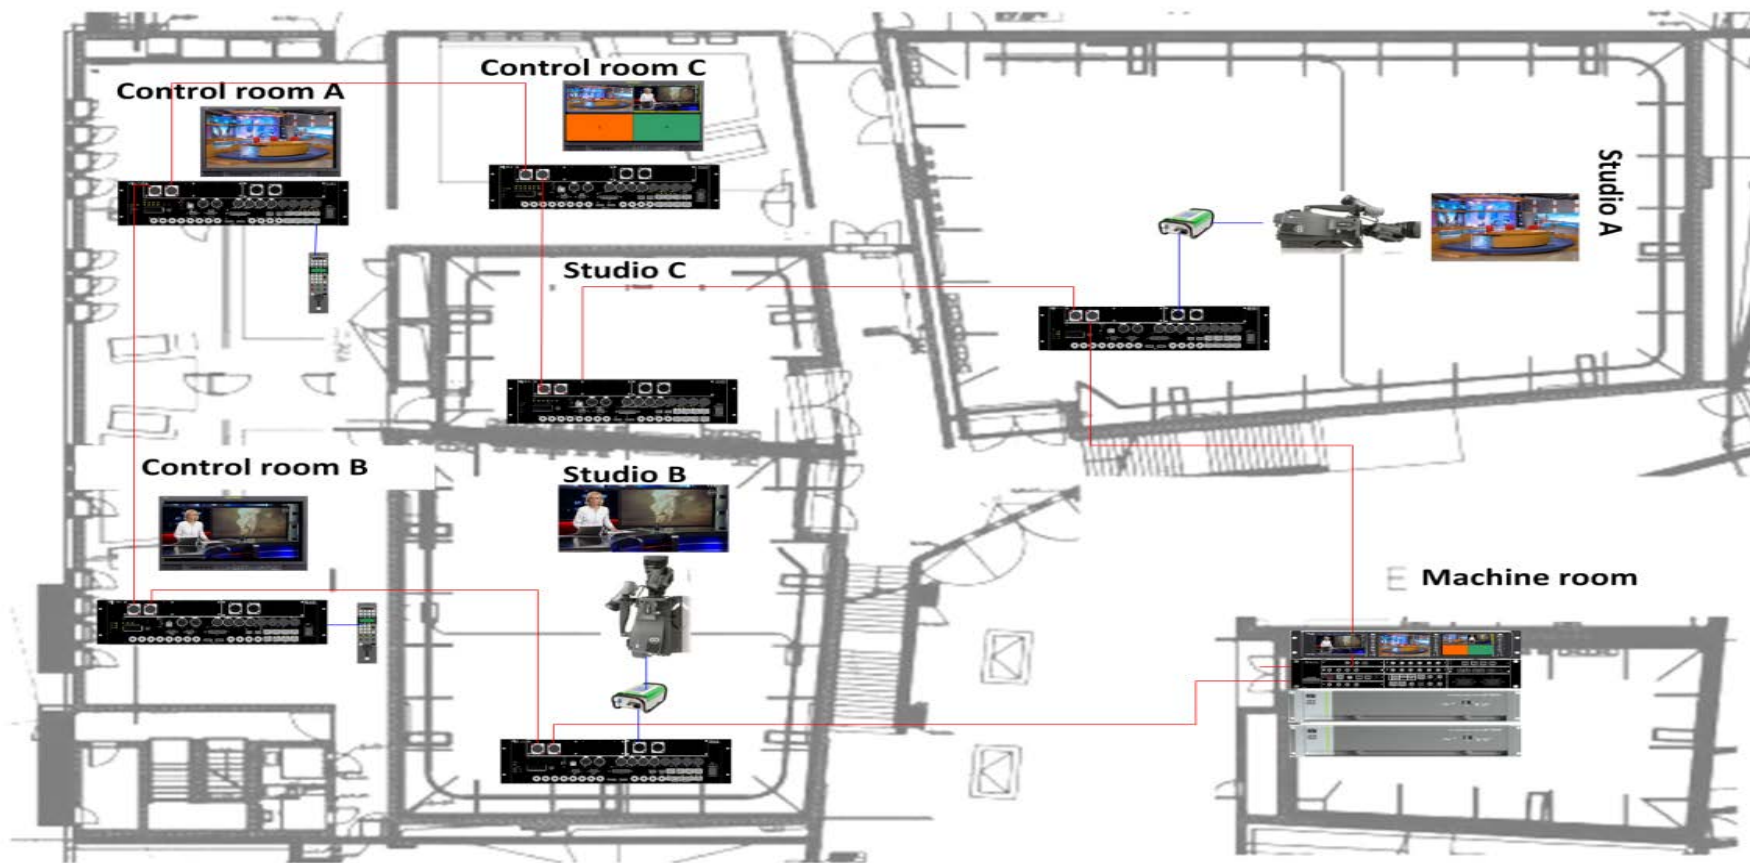 Control room C
Control room A
Studio A
Studio C
Control room B
Studio B
E Machine room